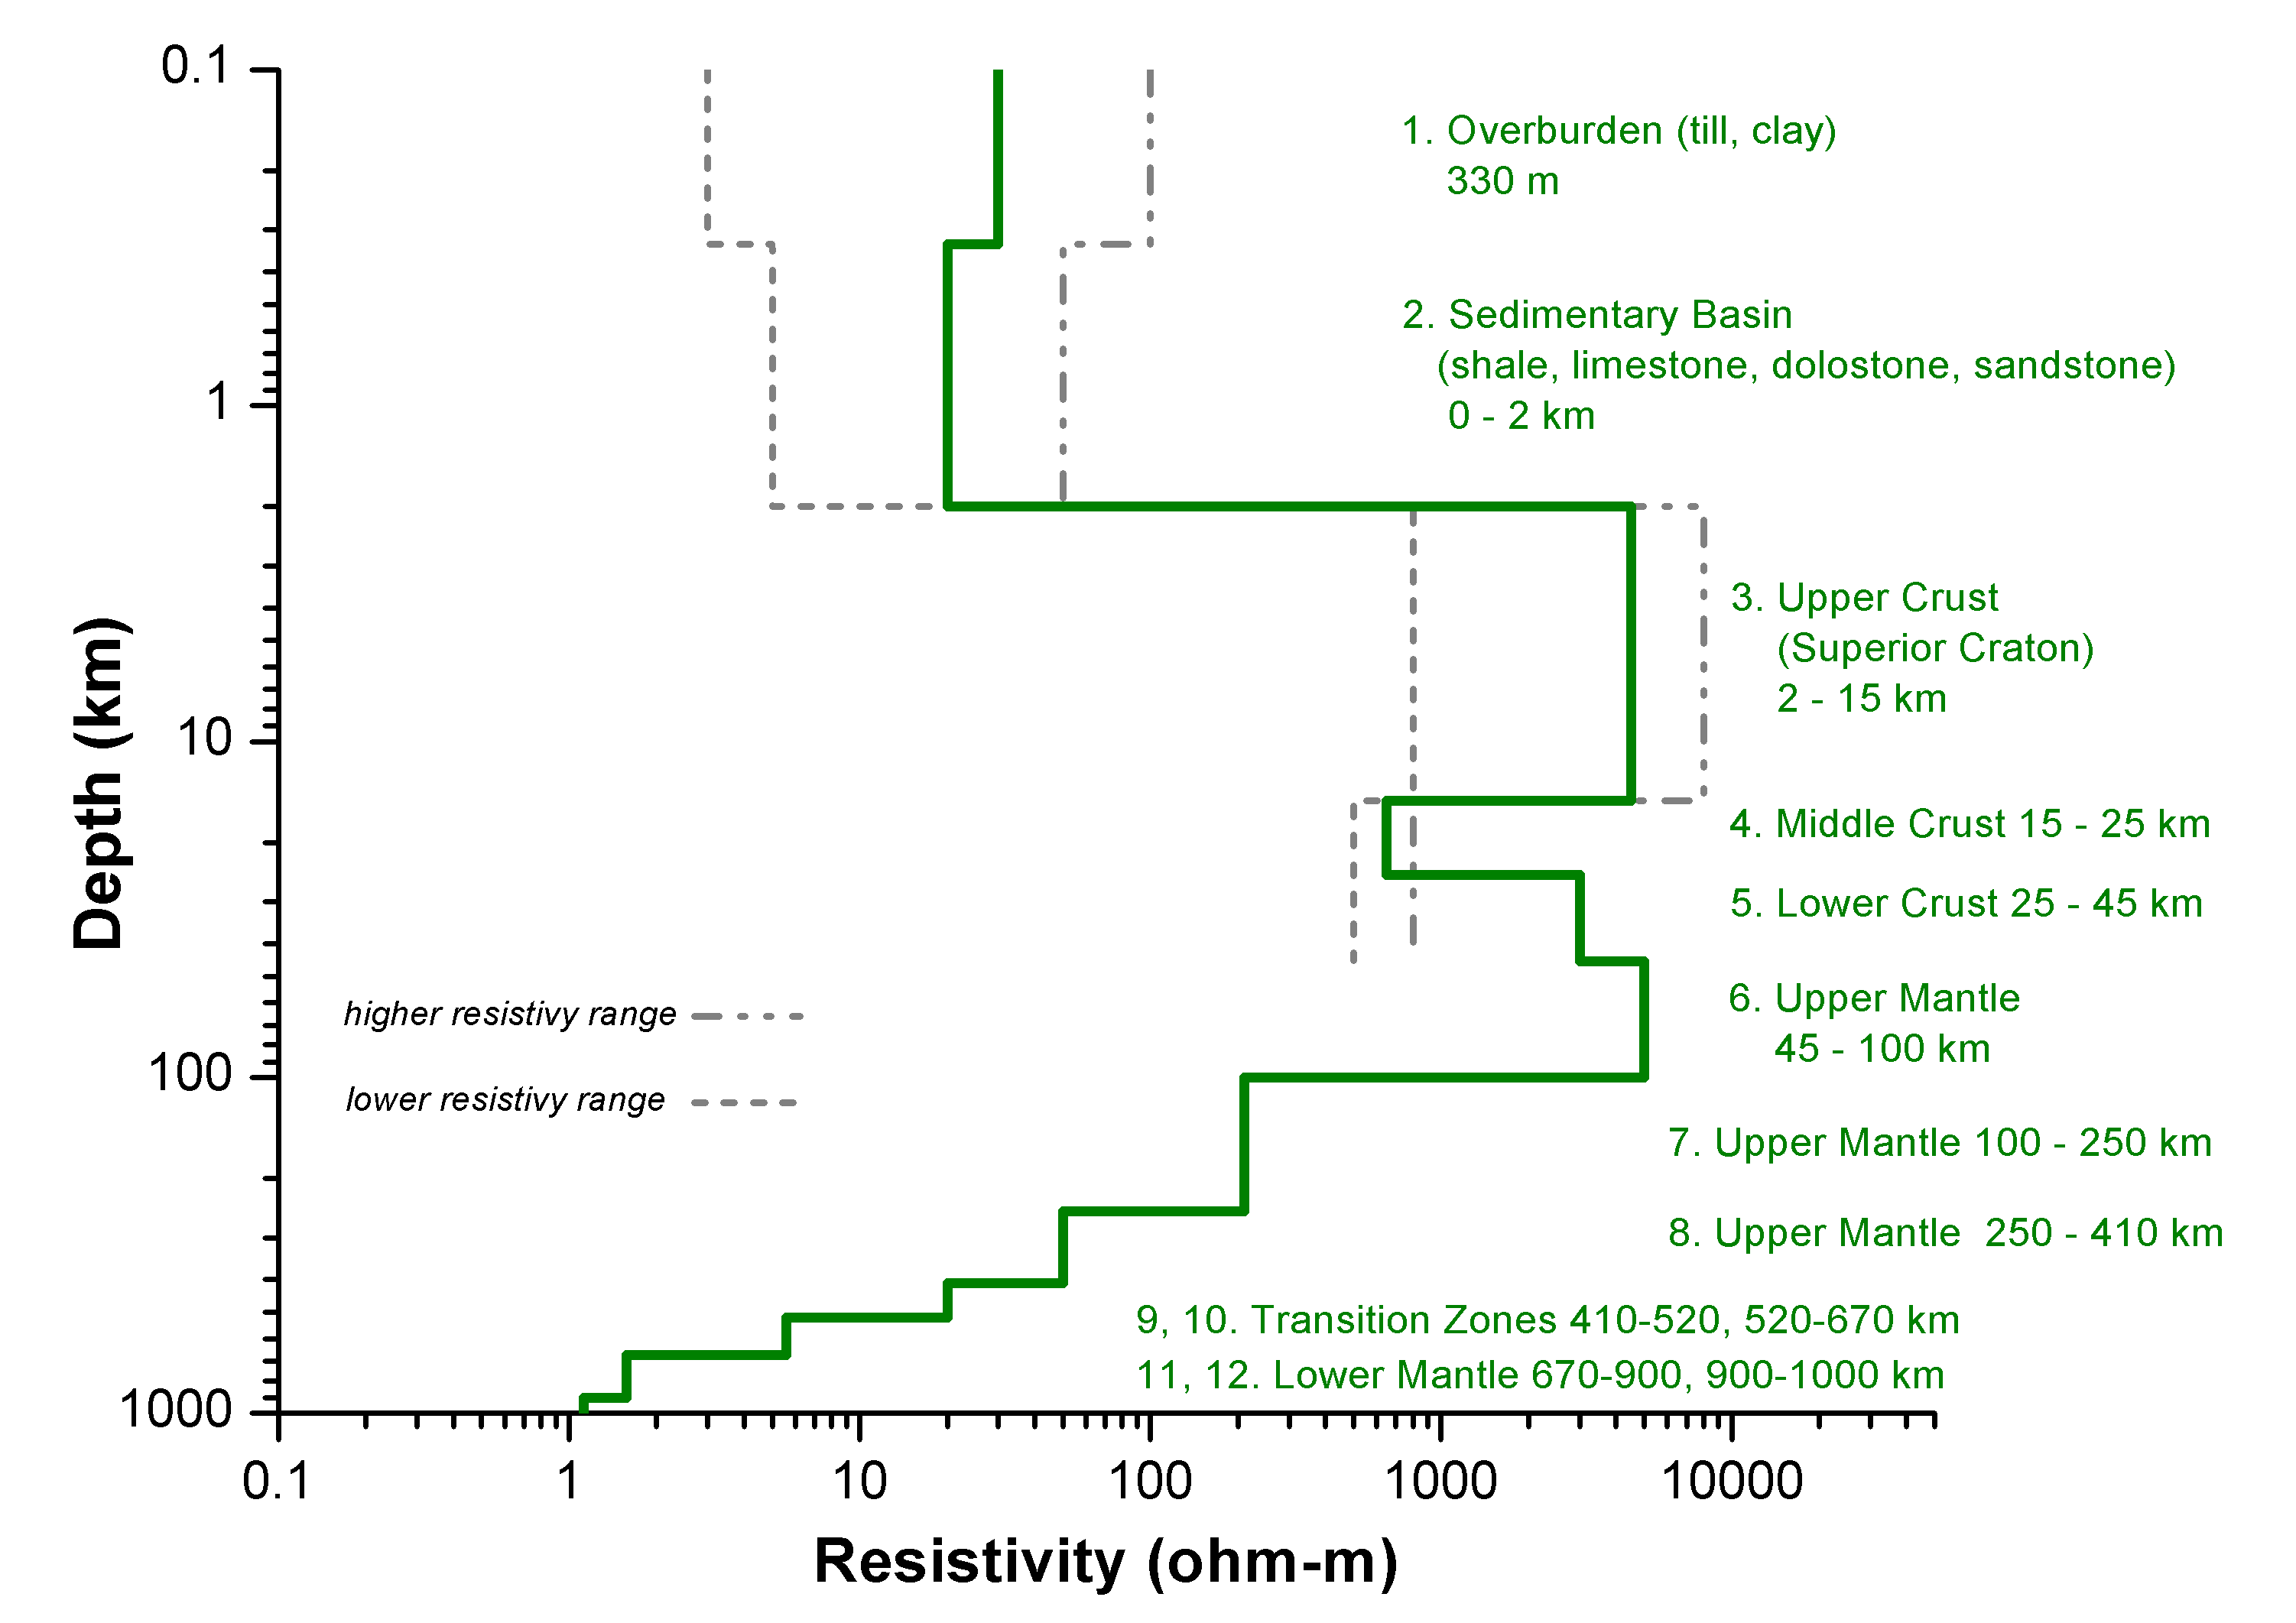 0.1
1
10
100
1000
Depth (km)
1. Overburden (till, clay)
330 m
2. Sedimentary Basin
(shale, limestone, dolostone, sandstone)
0 - 2 km
3. Upper Crust
(Superior Craton)
2 - 15 km
4. Middle Crust 15 - 25 km
5. Lower Crust 25 - 45 km
6. Upper Mantle
45 - 100 km
7. Upper Mantle 100 - 250 km
8. Upper Mantle  250 - 410 km
9, 10. Transition Zones 410-520, 520-670 km
11, 12. Lower Mantle 670-900, 900-1000 km
higher resistivy range
lower resistivy range
0.1 1 10 100 1000 10000
Resistivity (ohm-m)